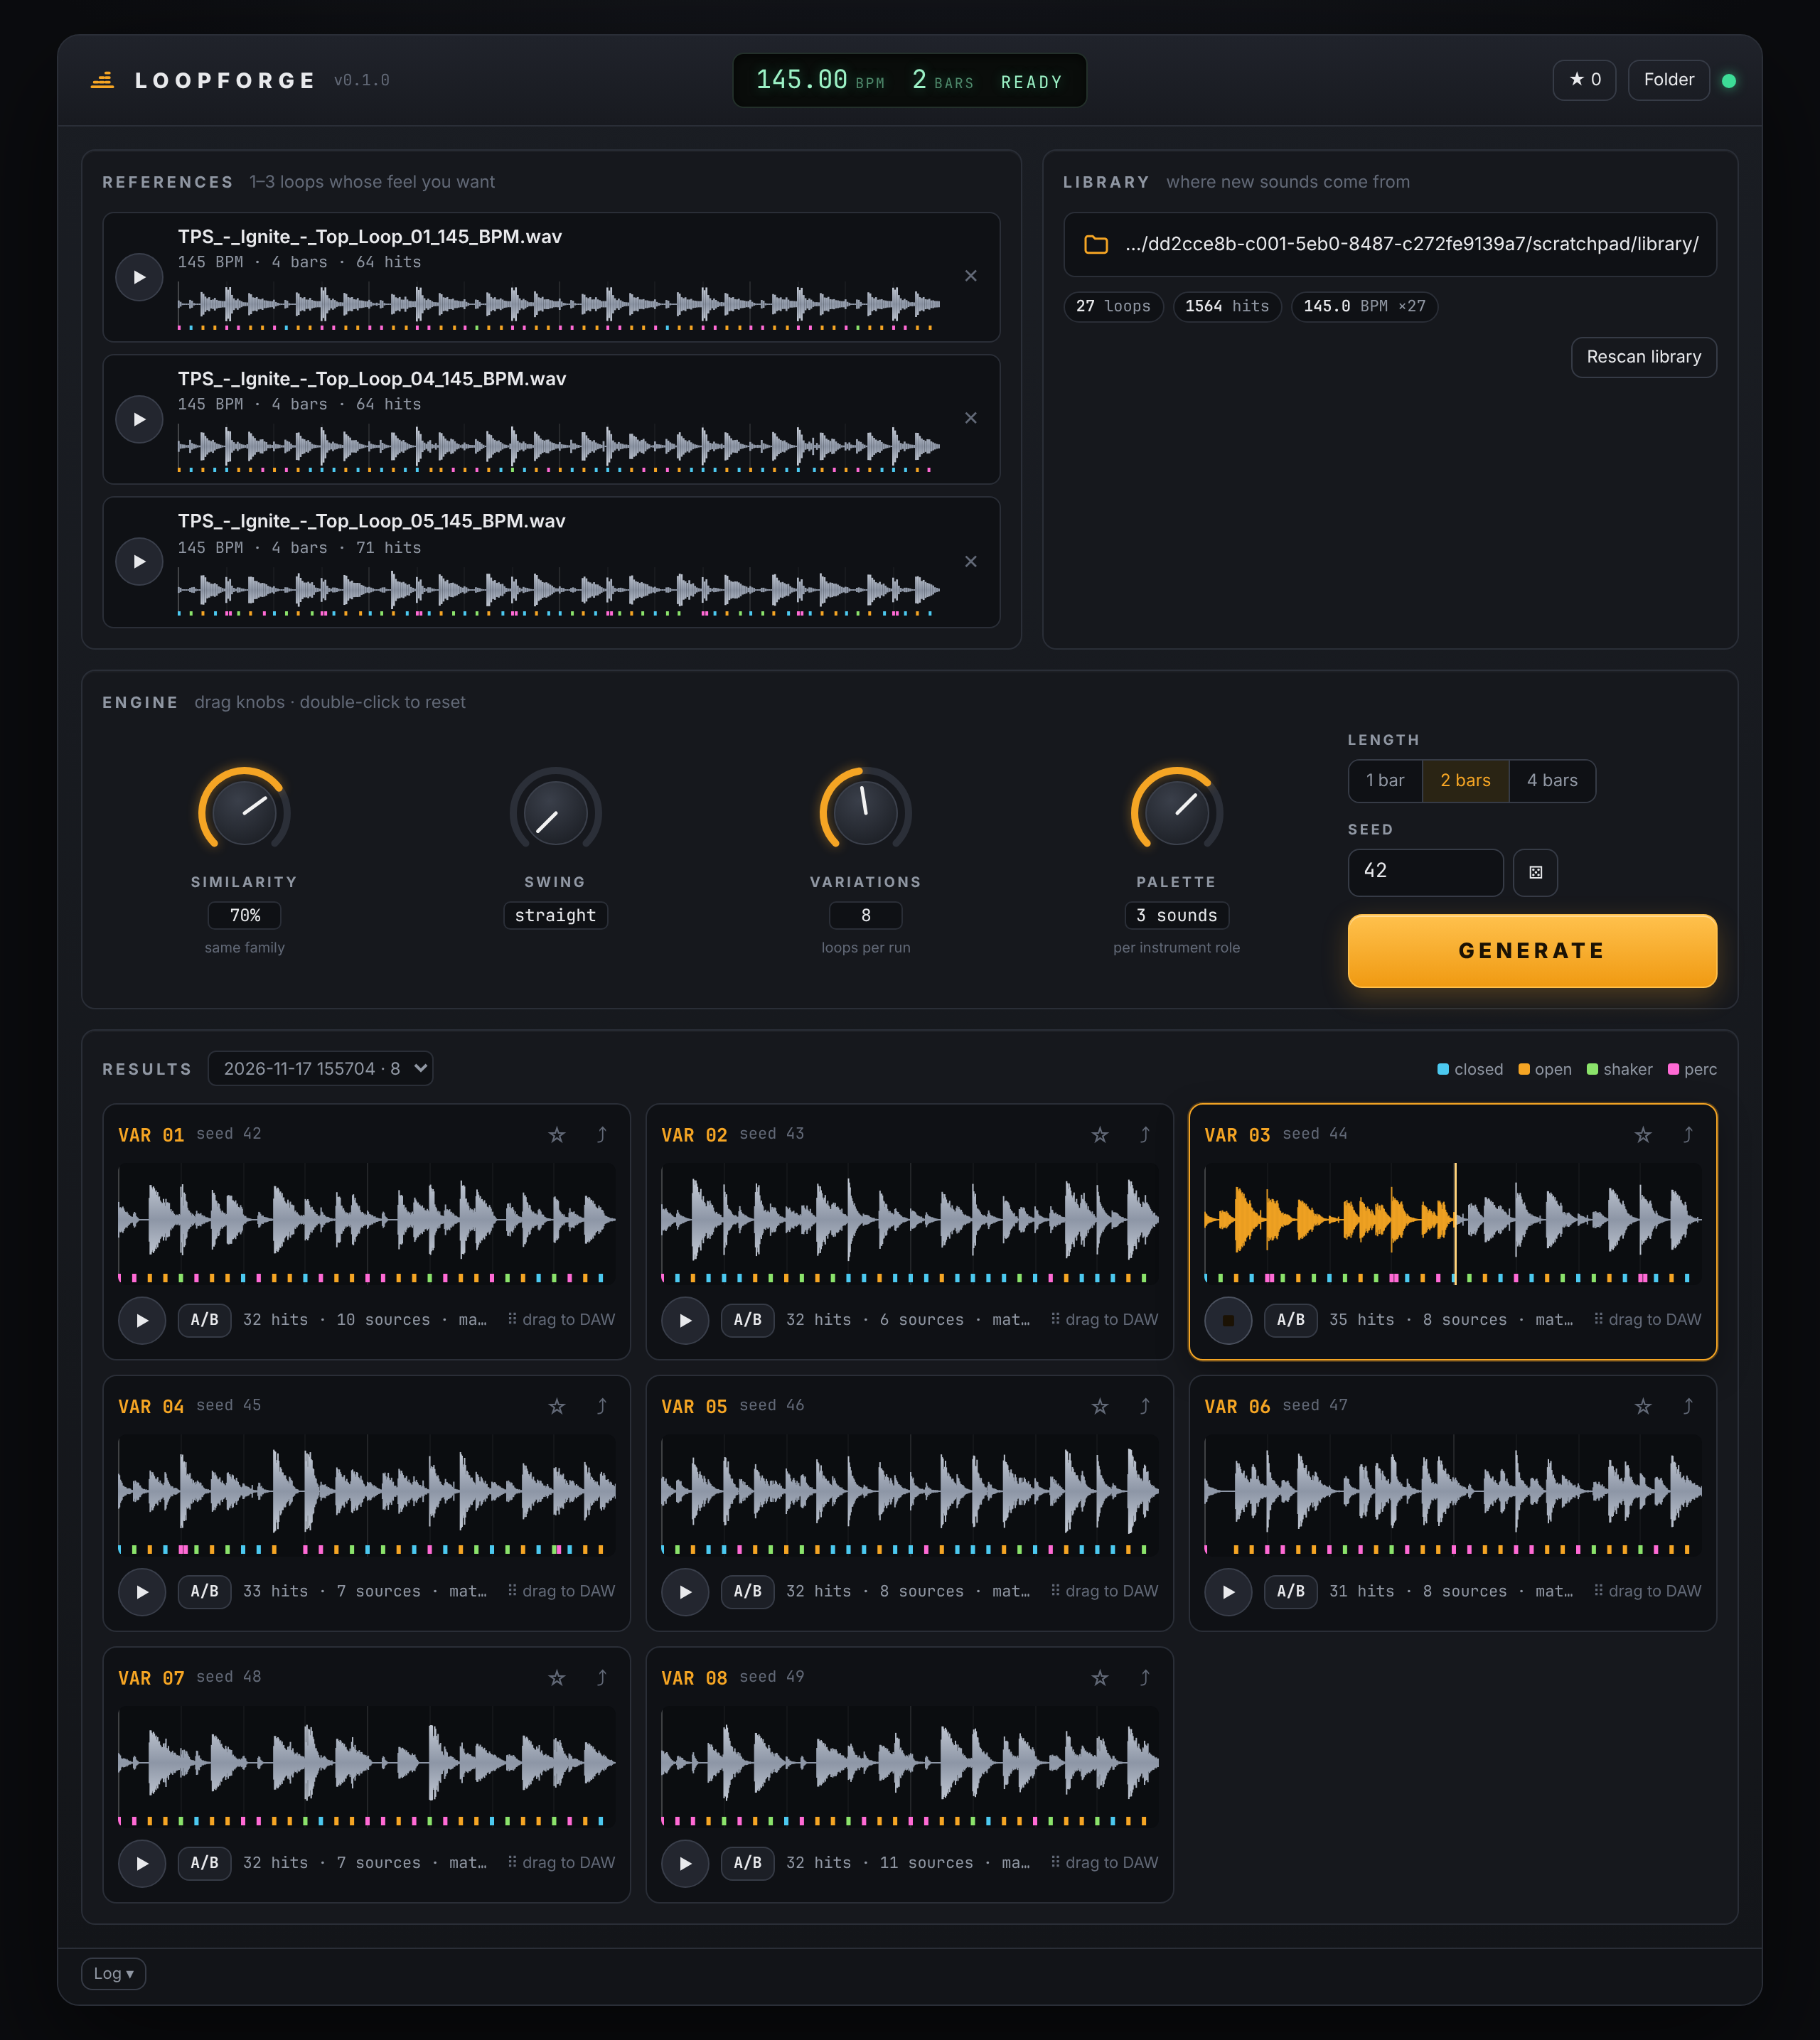 LOOPFORGE v0.1.0
145.00 BPM 2 BARS READY
★ 0 Folder
REFERENCES 1–3 loops whose feel you want
TPS_-_Ignite_-_Top_Loop_01_145_BPM.wav
145 BPM · 4 bars · 64 hits
TPS_-_Ignite_-_Top_Loop_04_145_BPM.wav
145 BPM · 4 bars · 64 hits
TPS_-_Ignite_-_Top_Loop_05_145_BPM.wav
145 BPM · 4 bars · 71 hits
LIBRARY where new sounds come from
…/dd2cce8b-c001-5eb0-8487-c272fe9139a7/scratchpad/library/
27 loops 1564 hits 145.0 BPM ×27
Rescan library
ENGINE drag knobs · double-click to reset
SIMILARITY
70%
same family
SWING
straight
VARIATIONS
8
loops per run
PALETTE
3 sounds
per instrument role
LENGTH
1 bar 2 bars 4 bars
SEED
42
GENERATE
RESULTS 2026-11-17 155704 · 8
closed open shaker perc
VAR 01 seed 42
A/B 32 hits · 10 sources · ma… ⠿ drag to DAW
VAR 02 seed 43
A/B 32 hits · 6 sources · mat… ⠿ drag to DAW
VAR 03 seed 44
A/B 35 hits · 8 sources · mat… ⠿ drag to DAW
VAR 04 seed 45
A/B 33 hits · 7 sources · mat… ⠿ drag to DAW
VAR 05 seed 46
A/B 32 hits · 8 sources · mat… ⠿ drag to DAW
VAR 06 seed 47
A/B 31 hits · 8 sources · mat… ⠿ drag to DAW
VAR 07 seed 48
A/B 32 hits · 7 sources · mat… ⠿ drag to DAW
VAR 08 seed 49
A/B 32 hits · 11 sources · ma… ⠿ drag to DAW
Log ▾